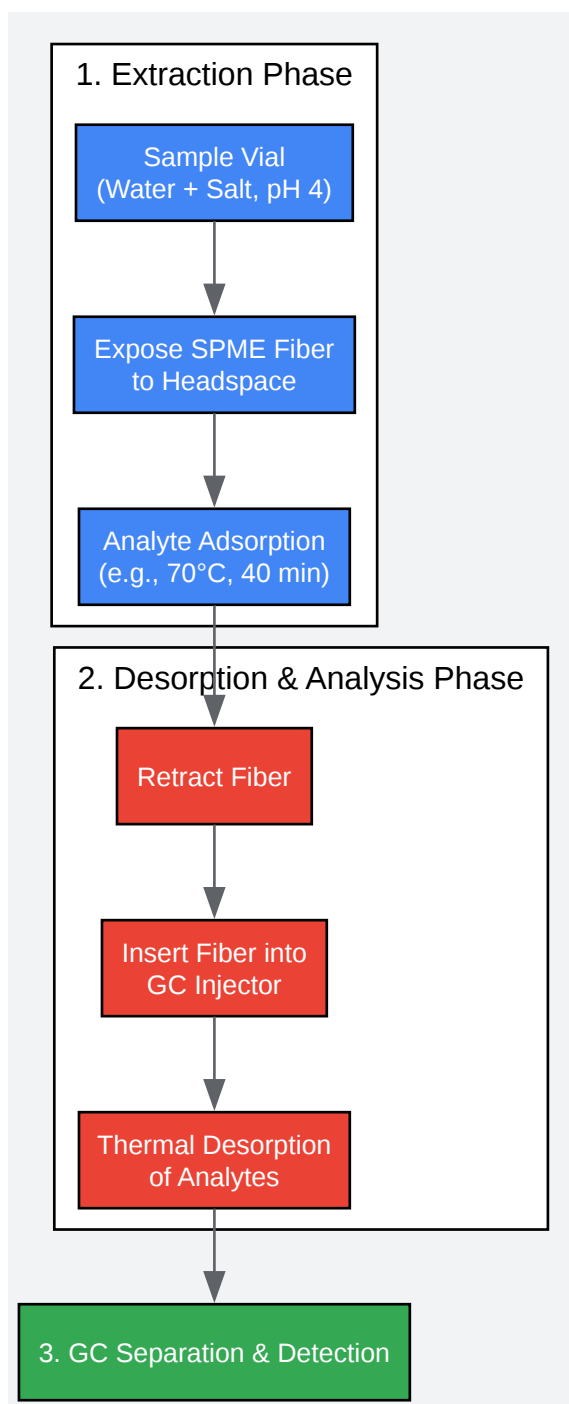 1. Extraction Phase
Sample Vial
(Water + Salt, pH 4)
Expose SPME Fiber
to Headspace
Analyte Adsorption
(e.g., 70°C, 40 min)
2. Desorption & Analysis Phase
Retract Fiber
Insert Fiber into
GC Injector
Thermal Desorption
of Analytes
3. GC Separation & Detection